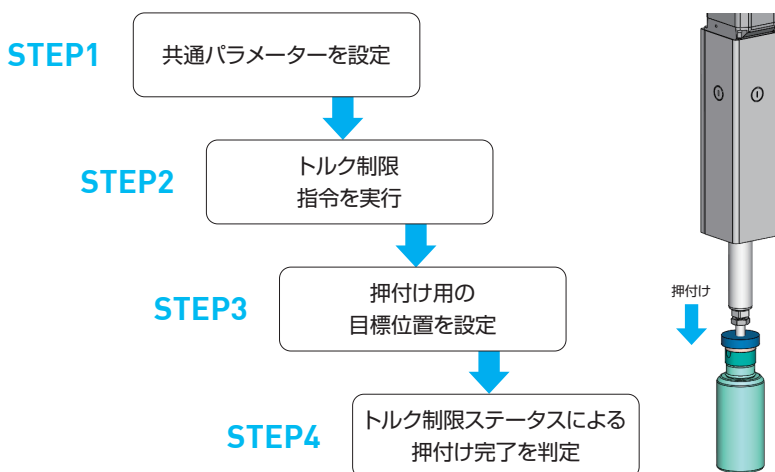 STEP1
共通パラメーターを設定
STEP2
トルク制限
指令を実行
STEP3
押付け用の
目標位置を設定
STEP4
トルク制限ステータスによる
押付け完了を判定
押付け